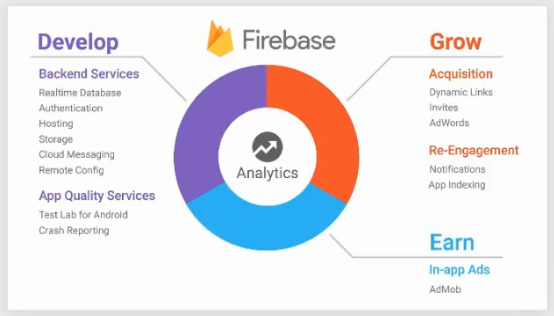 Firebase
Develop
Backend Services
Realtime Database
Authentication
Hosting
Storage
Cloud Messaging
Remote Config
App Quality Services
Test Lab for Android
Crash Reporting
Analytics
Grow
Acquisition
Dynamic Links
Invites
AdWords
Re-Engagement
Notifications
App Indexing
Earn
In-app Ads
AdMob